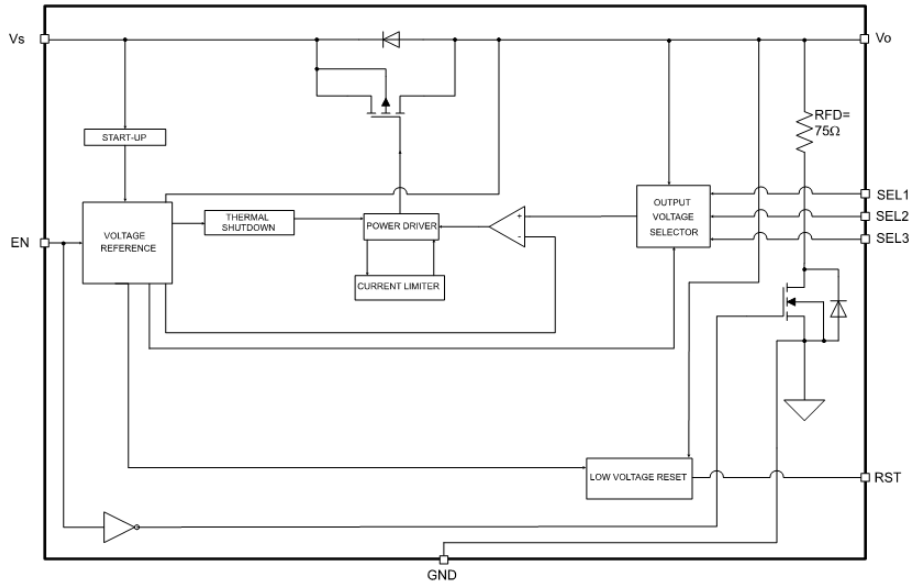 Vs
Vo
RFD=
75Ω
START-UP
SEL1
SEL2
SEL3
OUTPUT
VOLTAGE
SELECTOR
THERMAL
SHUTDOWN
POWER DRIVER
+
-
EN
VOLTAGE
REFERENCE
CURRENT LIMITER
LOW VOLTAGE RESET
RST
GND